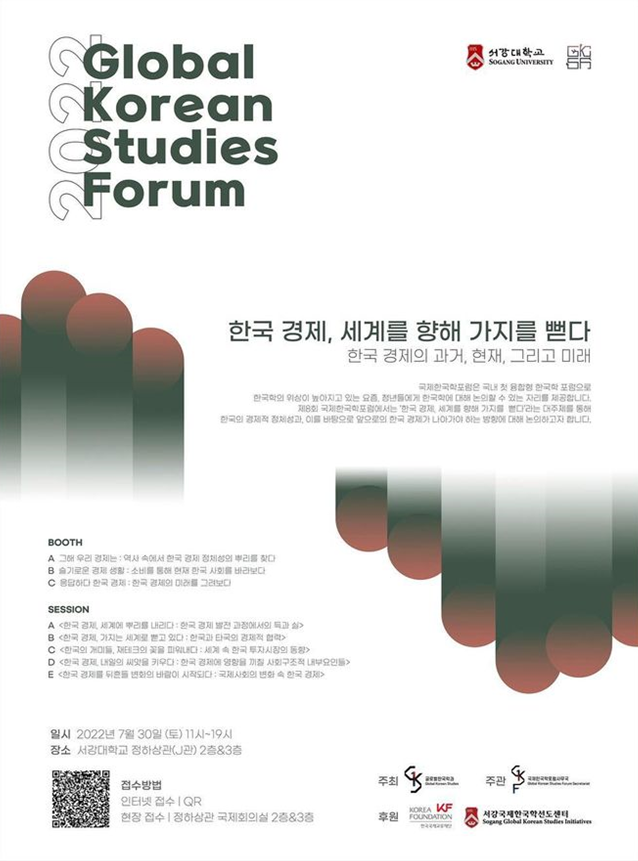 2022
Global
Korean
Studies
Forum
서강대학교
SOGANG UNIVERSITY
한국 경제, 세계를 향해 가지를 뻗다
한국 경제의 과거, 현재, 그리고 미래
국제한국학포럼은 국내 첫 융합형 한국학 포럼으로
한국학의 위상이 높아지고 있는 요즘, 청년들에게 한국학에 대해 논의할 수 있는 자리를 제공합니다.
제8회 국제한국학포럼에서는 '한국 경제, 세계를 향해 가지를 뻗다'라는 대주제를 통해
한국의 경제적 정체성과, 이를 바탕으로 앞으로의 한국 경제가 나아가야 하는 방향에 대해 논의하고자 합니다.
BOOTH
A 그해 우리 경제는 : 역사 속에서 한국 경제 정체성의 뿌리를 찾다
B 슬기로운 경제 생활 : 소비를 통해 현재 한국 사회를 바라보다
C 응답하다 한국 경제 : 한국 경제의 미래를 그려보다
SESSION
A <한국 경제, 세계에 뿌리를 내리다 : 한국 경제 발전 과정에서의 득과 실>
B <한국 경제, 가지는 세계로 뻗고 있다 : 한국과 타국의 경제적 협력>
C <한국의 개미들, 재테크의 꽃을 피워내다 : 세계 속 한국 투자시장의 동향>
D <한국 경제, 내일의 씨앗을 키우다 : 한국 경제에 영향을 끼칠 사회구조적 내부요인들>
E <한국 경제를 뒤흔들 변화의 바람이 시작되다 : 국제사회의 변화 속 한국 경제>
일시 2022년 7월 30일 (토) 11시~19시
장소 서강대학교 정하상관(J관) 2층&3층
접수방법
인터넷 접수 | QR
현장 접수 | 정하상관 국제회의실 2층&3층
주최 글로벌한국학과
Global Korean Studies
주관 국제한국학포럼사무국
Global Korean Studies Forum Secretariat
후원 KOREA KF
FOUNDATION
한국국제교류재단
서강국제한국학선도센터
Sogang Global Korean Studies Initiatives